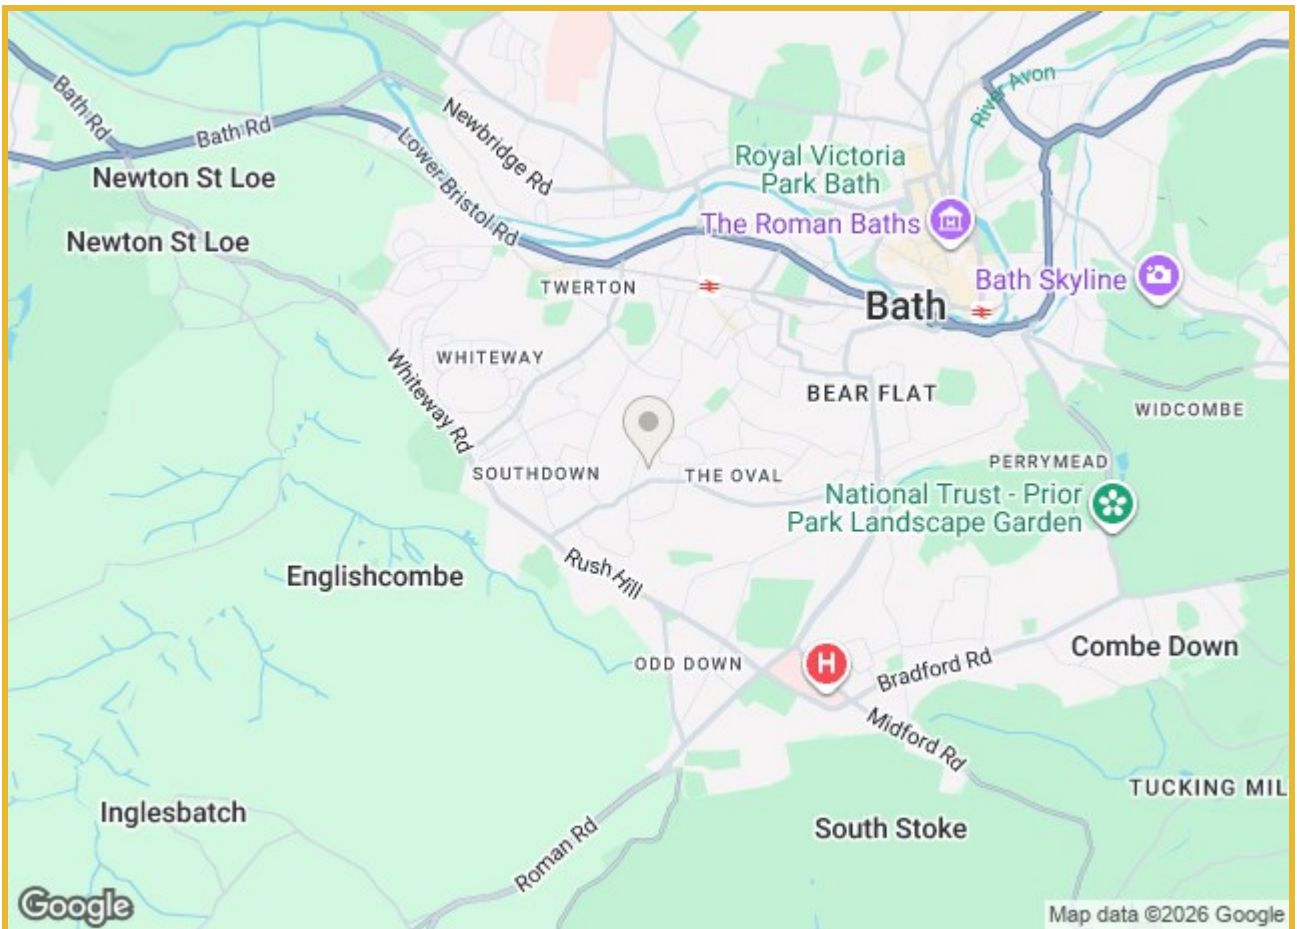 River Avon
Bath Rd
Newbridge Rd
Bath Rd
Lower Bristol Rd
Royal Victoria
Park Bath
Newton St Loe
The Roman Baths
Newton St Loe
Bath Skyline
TWERTON
Bath
WHITEWAY
Whiteway Rd
BEAR FLAT
WIDCOMBE
PERRYMEAD
SOUTHDOWN
THE OVAL
National Trust - Prior
Park Landscape Garden
Rush Hill
Englishcombe
Combe Down
ODD DOWN
H
Bradford Rd
Midford Rd
TUCKING MIL
Inglesbatch
South Stoke
Roman Rd
Google
Map data ©2026 Google